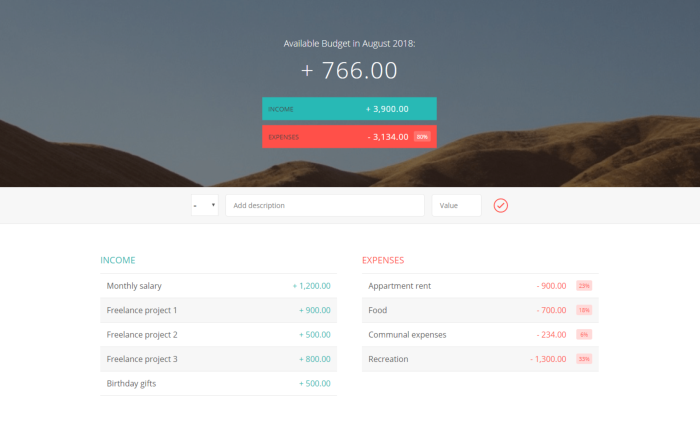 Available Budget in August 2018:
+ 766.00
INCOME + 3,900.00
EXPENSES - 3,134.00 80%
- Add description Value
INCOME
Monthly salary + 1,200.00
Freelance project 1 + 900.00
Freelance project 2 + 500.00
Freelance project 3 + 800.00
Birthday gifts + 500.00
EXPENSES
Appartment rent - 900.00 23%
Food - 700.00 18%
Communal expenses - 234.00 6%
Recreation - 1,300.00 33%